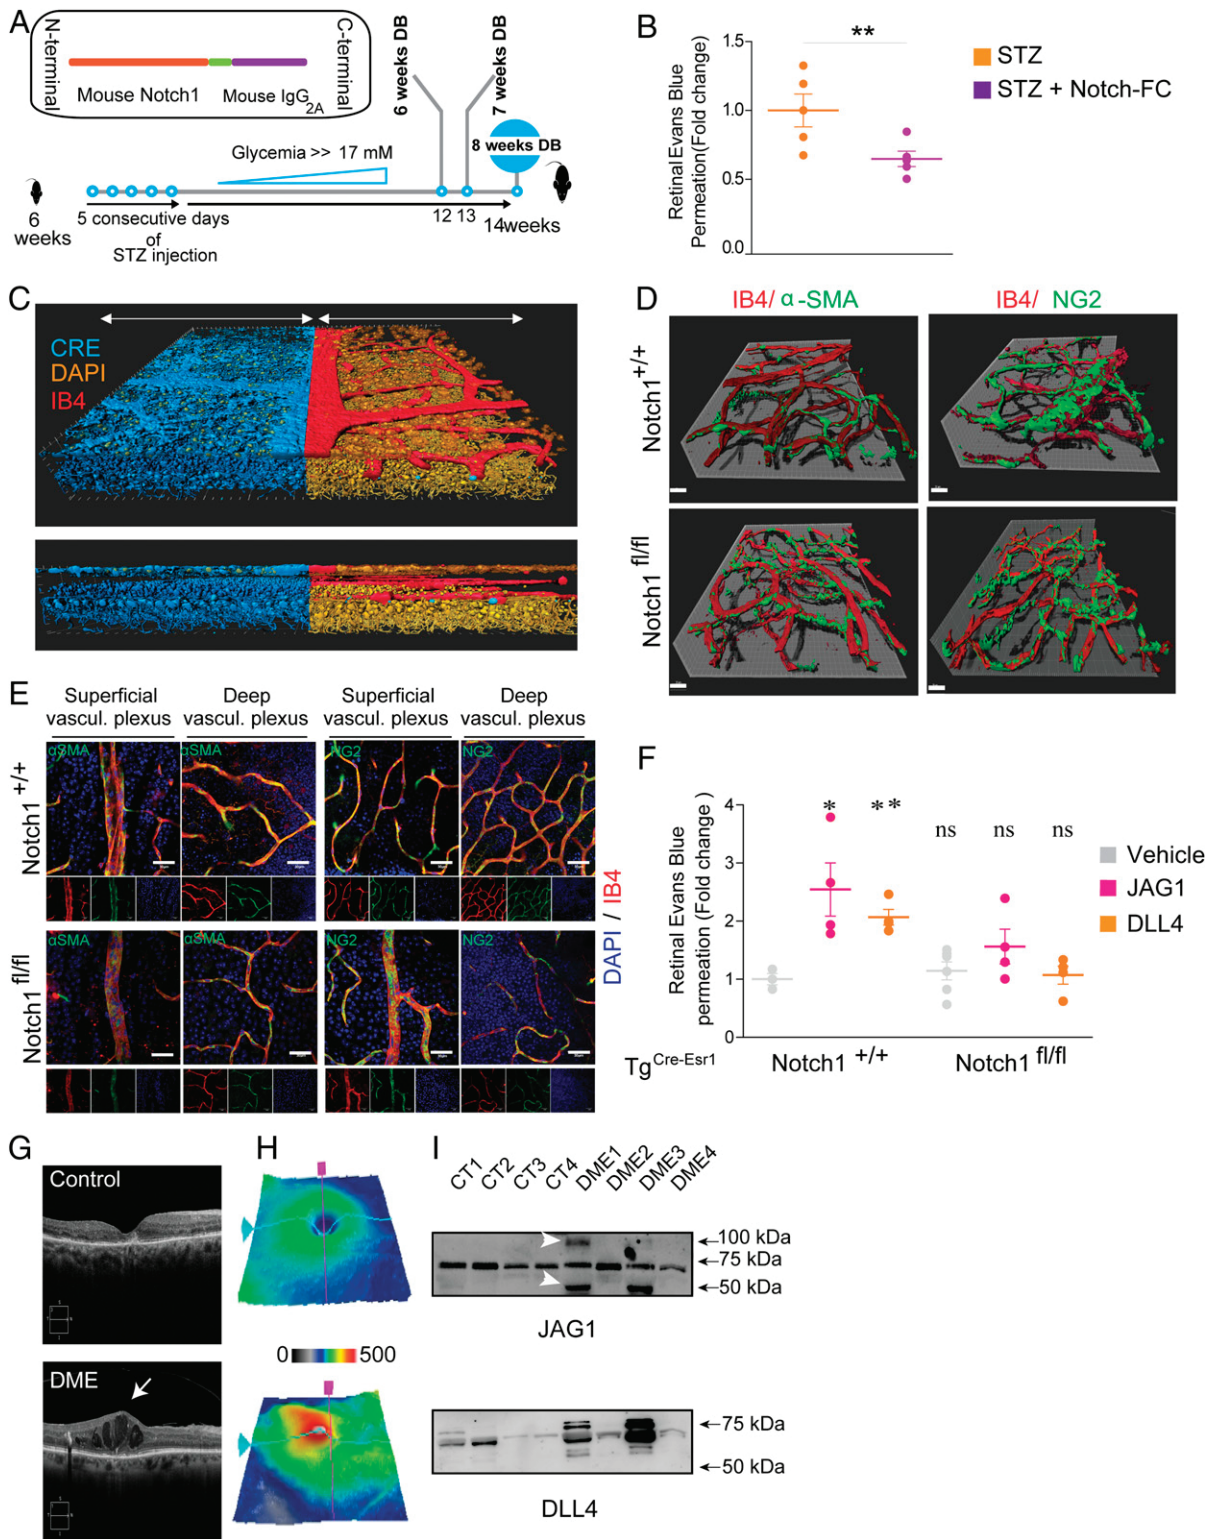 A
N-terminal
C-terminal
Mouse Notch1
Mouse IgG2A
6 weeks DB
7 weeks DB
8 weeks DB
Glycemia >> 17 mM
6
weeks
5 consecutive days
of
STZ injection
12
13
14weeks
B
Retinal Evans Blue
Permeation(Fold change)
1.5
1.0
0.5
0.0
**
STZ
STZ + Notch-FC
C
CRE
DAPI
IB4
D
IB4/ α-SMA
IB4/ NG2
Notch1 +/+
Notch1 fl/fl
E
Superficial
vascul. plexus
Deep
vascul. plexus
Superficial
vascul. plexus
Deep
vascul. plexus
Notch1 +/+
αSMA
αSMA
NG2
NG2
Notch1 fl/fl
αSMA
αSMA
NG2
NG2
DAPI / IB4
F
Retinal Evans Blue
permeation (Fold change )
4
3
2
1
0
*
**
ns
ns
ns
Vehicle
JAG1
DLL4
Tg Cre-Esr1
Notch1 +/+
Notch1 fl/fl
G
Control
DME
H
0
500
I
CT1
CT2
CT3
CT4
DME1
DME2
DME3
DME4
100 kDa
75 kDa
50 kDa
JAG1
75 kDa
50 kDa
DLL4